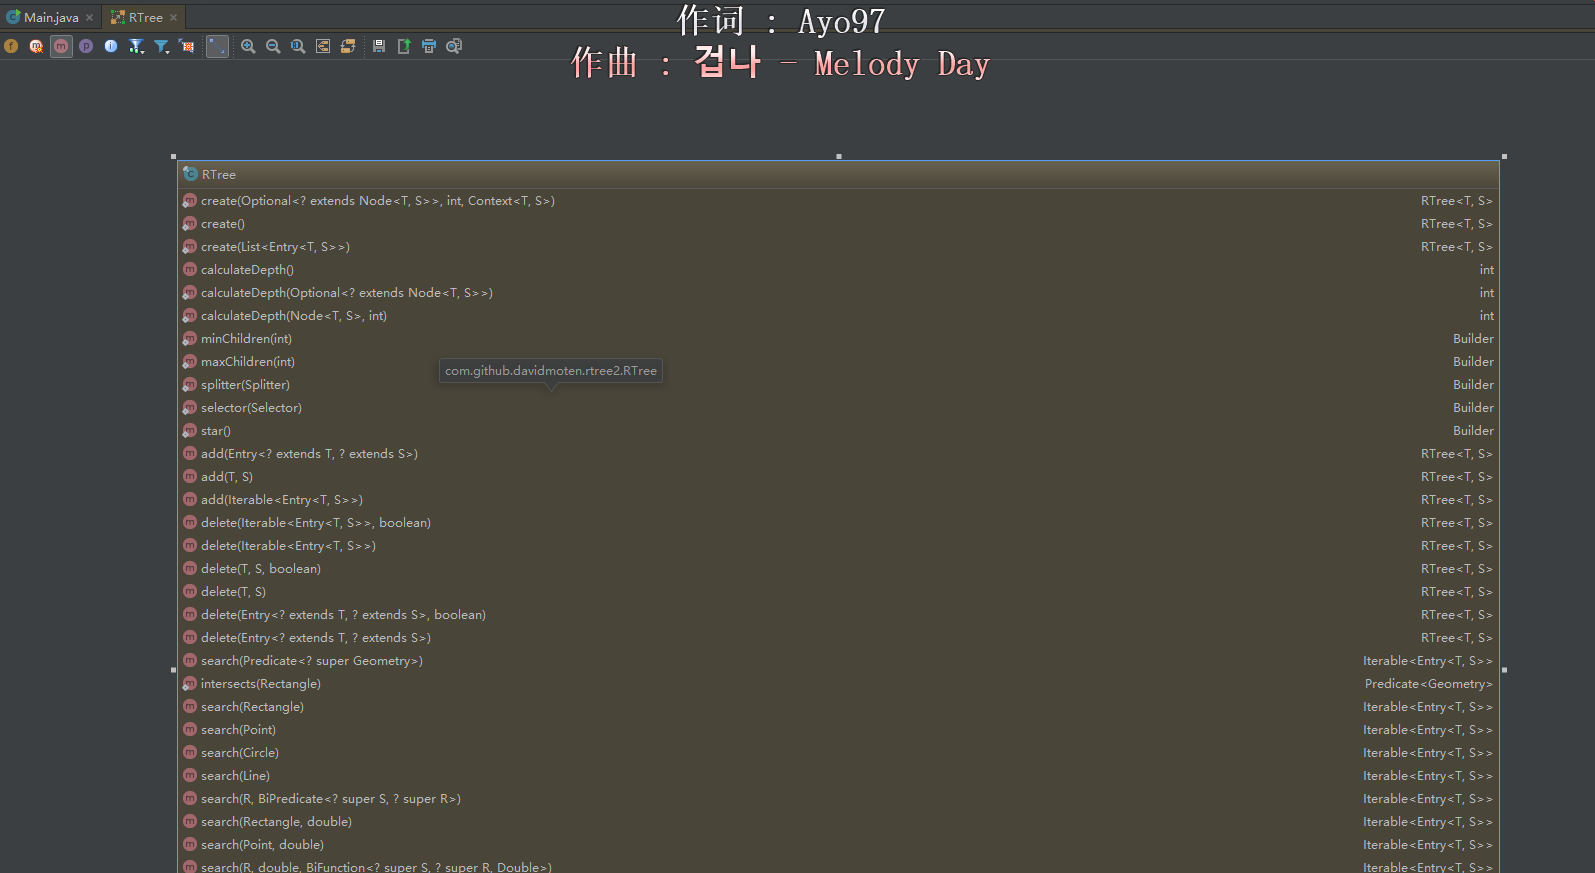 Main.java
RTree
作词 : Ayo97
作曲 : 겁나 - Melody Day
RTree
create(Optional<? extends Node<T, S>>, int, Context<T, S>) RTree<T, S>
create() RTree<T, S>
create(List<Entry<T, S>>) RTree<T, S>
calculateDepth() int
calculateDepth(Optional<? extends Node<T, S>>) int
calculateDepth(Node<T, S>, int) int
minChildren(int) Builder
maxChildren(int) Builder
com.github.davidmoten.rtree2.RTree
splitter(Splitter) Builder
selector(Selector) Builder
star() Builder
add(Entry<? extends T, ? extends S>) RTree<T, S>
add(T, S) RTree<T, S>
add(Iterable<Entry<T, S>>) RTree<T, S>
delete(Iterable<Entry<T, S>>, boolean) RTree<T, S>
delete(Iterable<Entry<T, S>>) RTree<T, S>
delete(T, S, boolean) RTree<T, S>
delete(T, S) RTree<T, S>
delete(Entry<? extends T, ? extends S>, boolean) RTree<T, S>
delete(Entry<? extends T, ? extends S>) RTree<T, S>
search(Predicate<? super Geometry>) Iterable<Entry<T, S>>
intersects(Rectangle) Predicate<Geometry>
search(Rectangle) Iterable<Entry<T, S>>
search(Point) Iterable<Entry<T, S>>
search(Circle) Iterable<Entry<T, S>>
search(Line) Iterable<Entry<T, S>>
search(R, BiPredicate<? super S, ? super R>) Iterable<Entry<T, S>>
search(Rectangle, double) Iterable<Entry<T, S>>
search(Point, double) Iterable<Entry<T, S>>
search(R, double, BiFunction<? super S, ? super R, Double>) Iterable<Entry<T, S>>